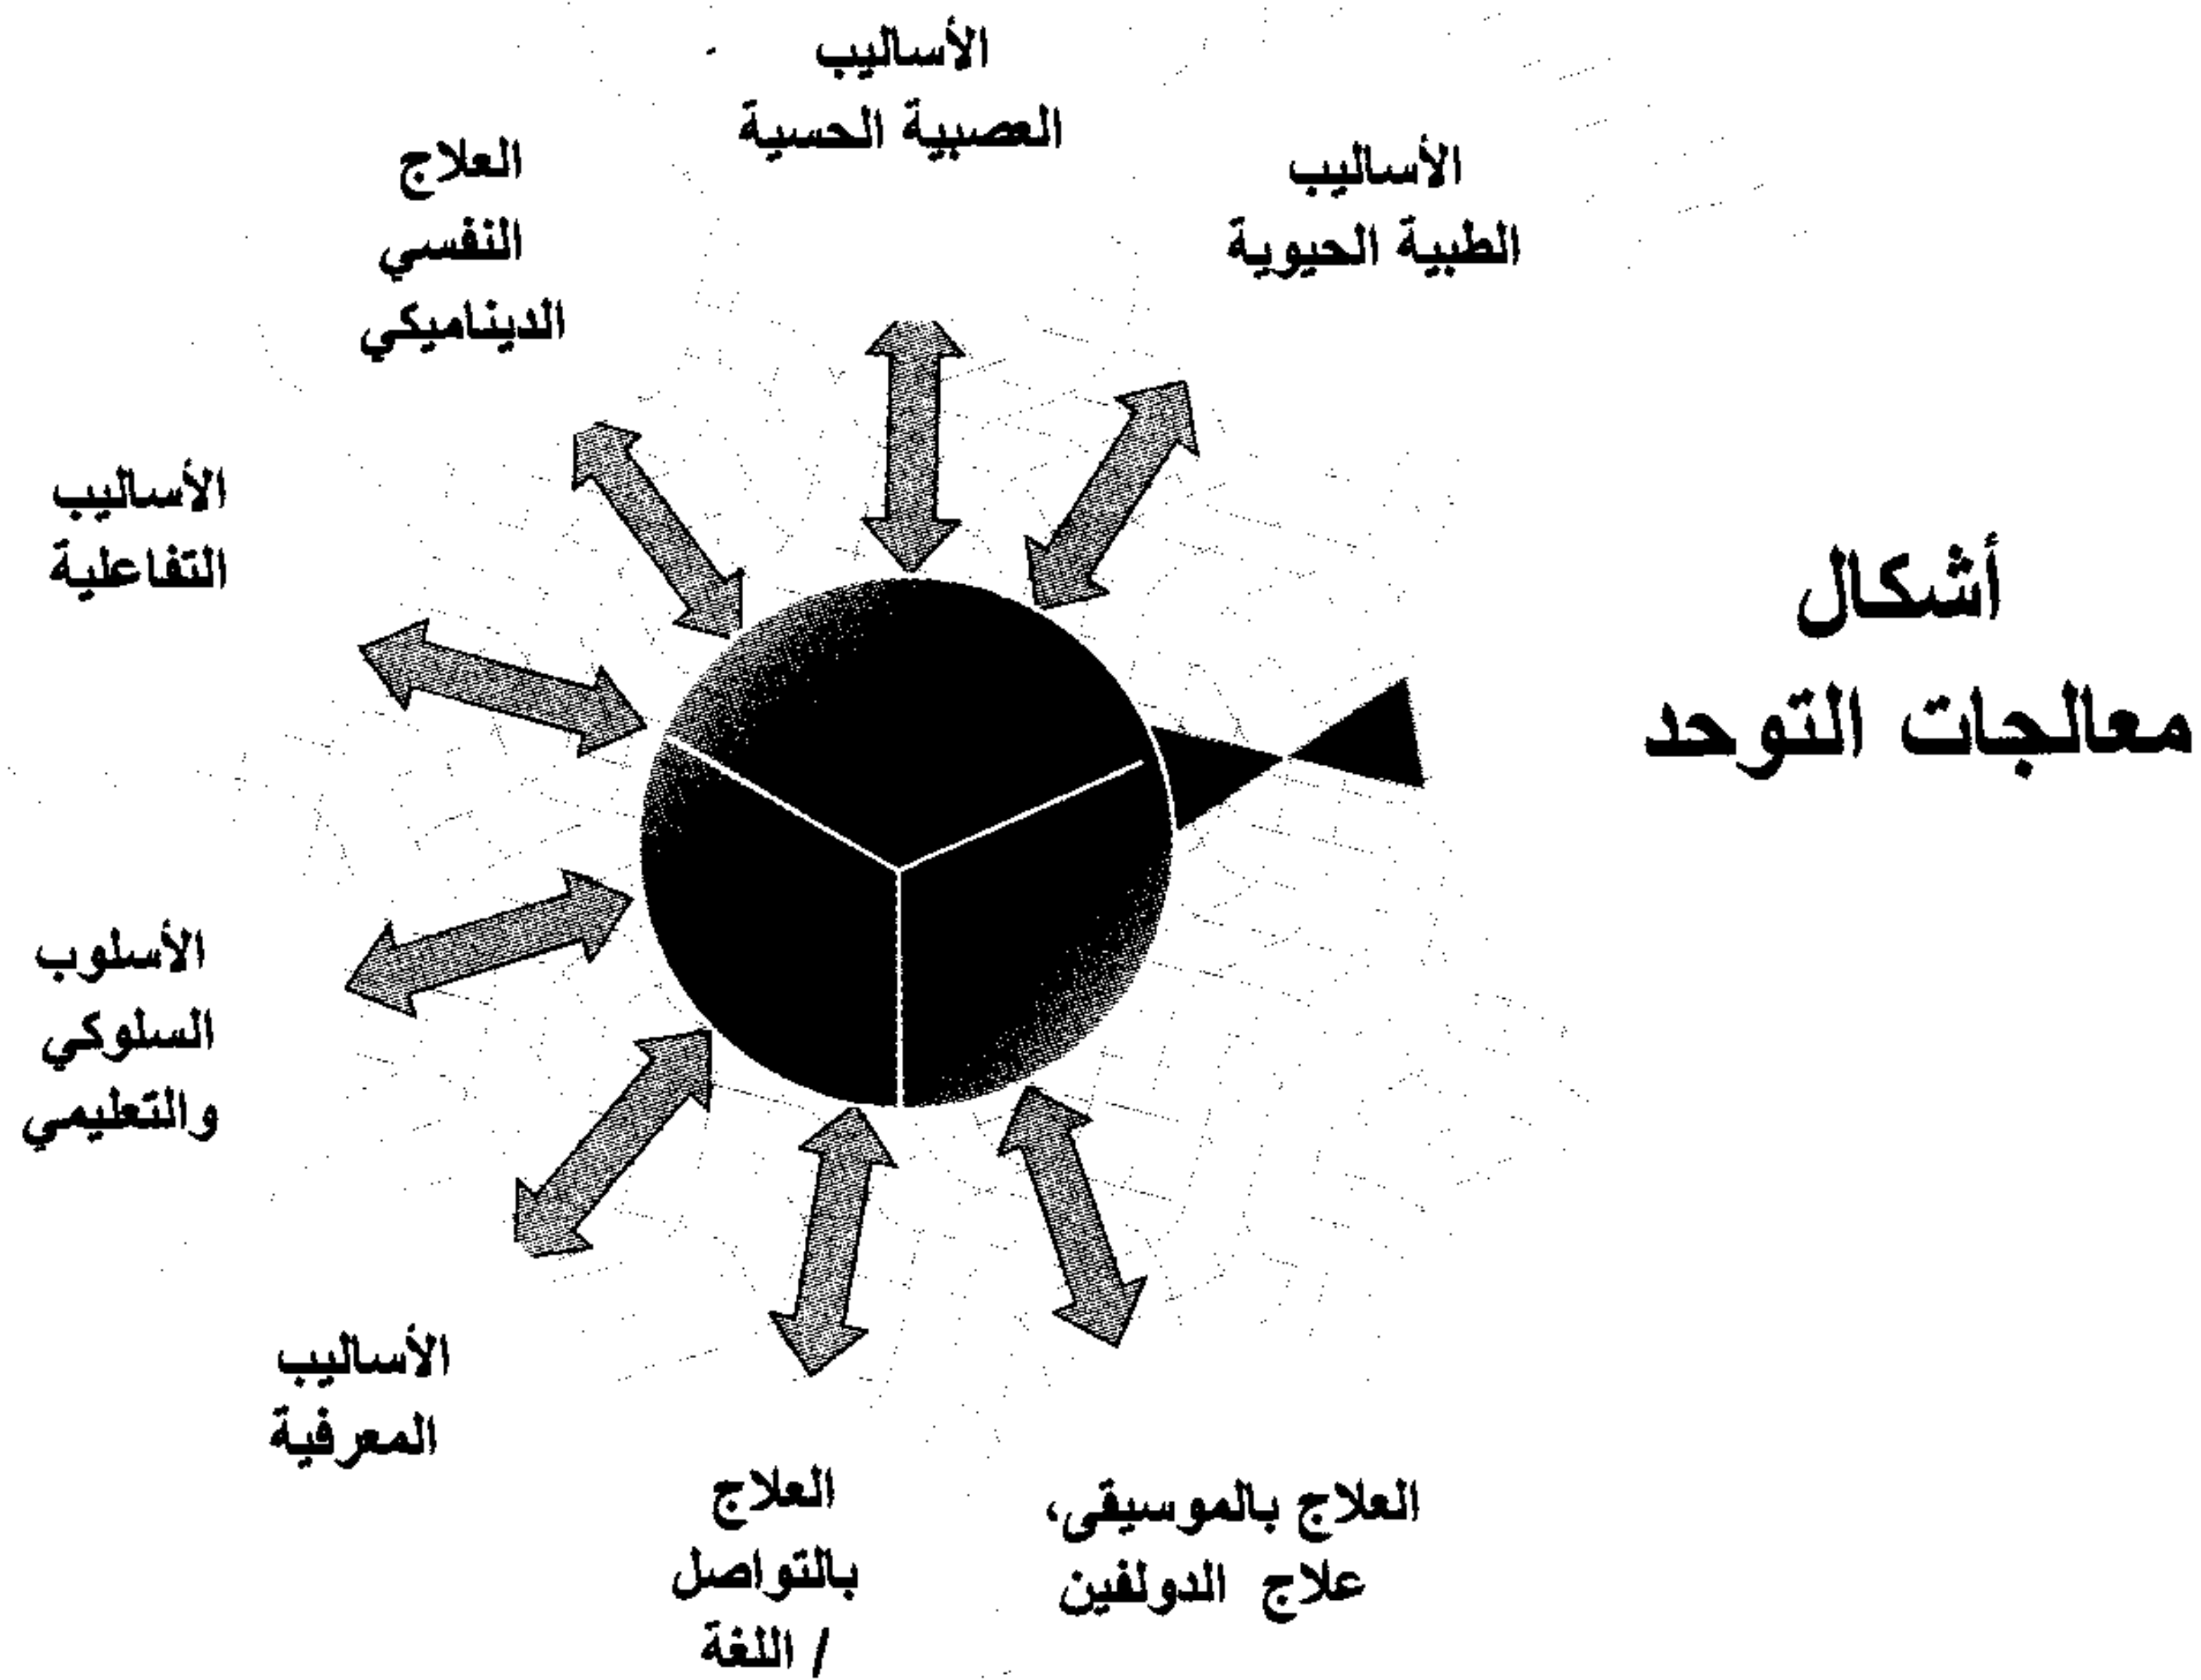 أشكال
معالجات التوحد
الأساليب
الطبية الحيوية
الأساليب
العصبية الحسية
العلاج
النفسي
الديناميكي
الأساليب
التفاعلية
الأسلوب
السلوكي
والتعليمي
الأساليب
المعرفية
العلاج
بالتواصل
/ اللغة
العلاج بالموسيقى،
علاج الدولفين